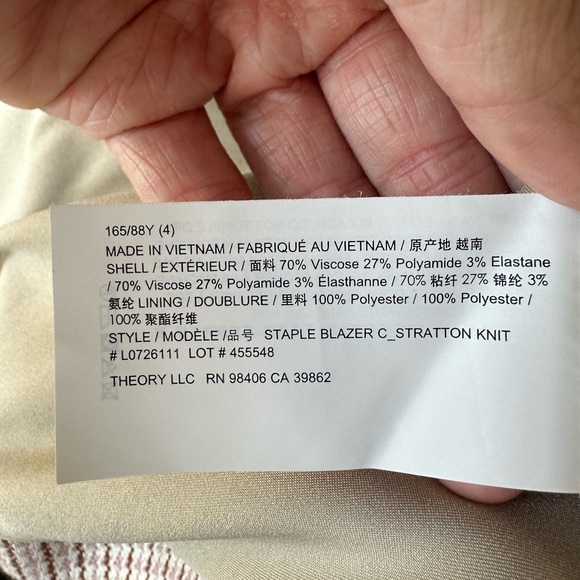 165/88Y (4)
MADE IN VIETNAM / FABRIQUÉ AU VIETNAM / 原产地 越南
SHELL / EXTÉRIEUR / 面料 70% Viscose 27% Polyamide 3% Elastane
/ 70% Viscose 27% Polyamide 3% Élasthanne / 70% 粘纤 27% 锦纶 3%
氨纶 LINING / DOUBLURE / 里料 100% Polyester / 100% Polyester /
100% 聚酯纤维
STYLE / MODÈLE /品号 STAPLE BLAZER C_STRATTON KNIT
# L0726111 LOT # 455548
THEORY LLC RN 98406 CA 39862